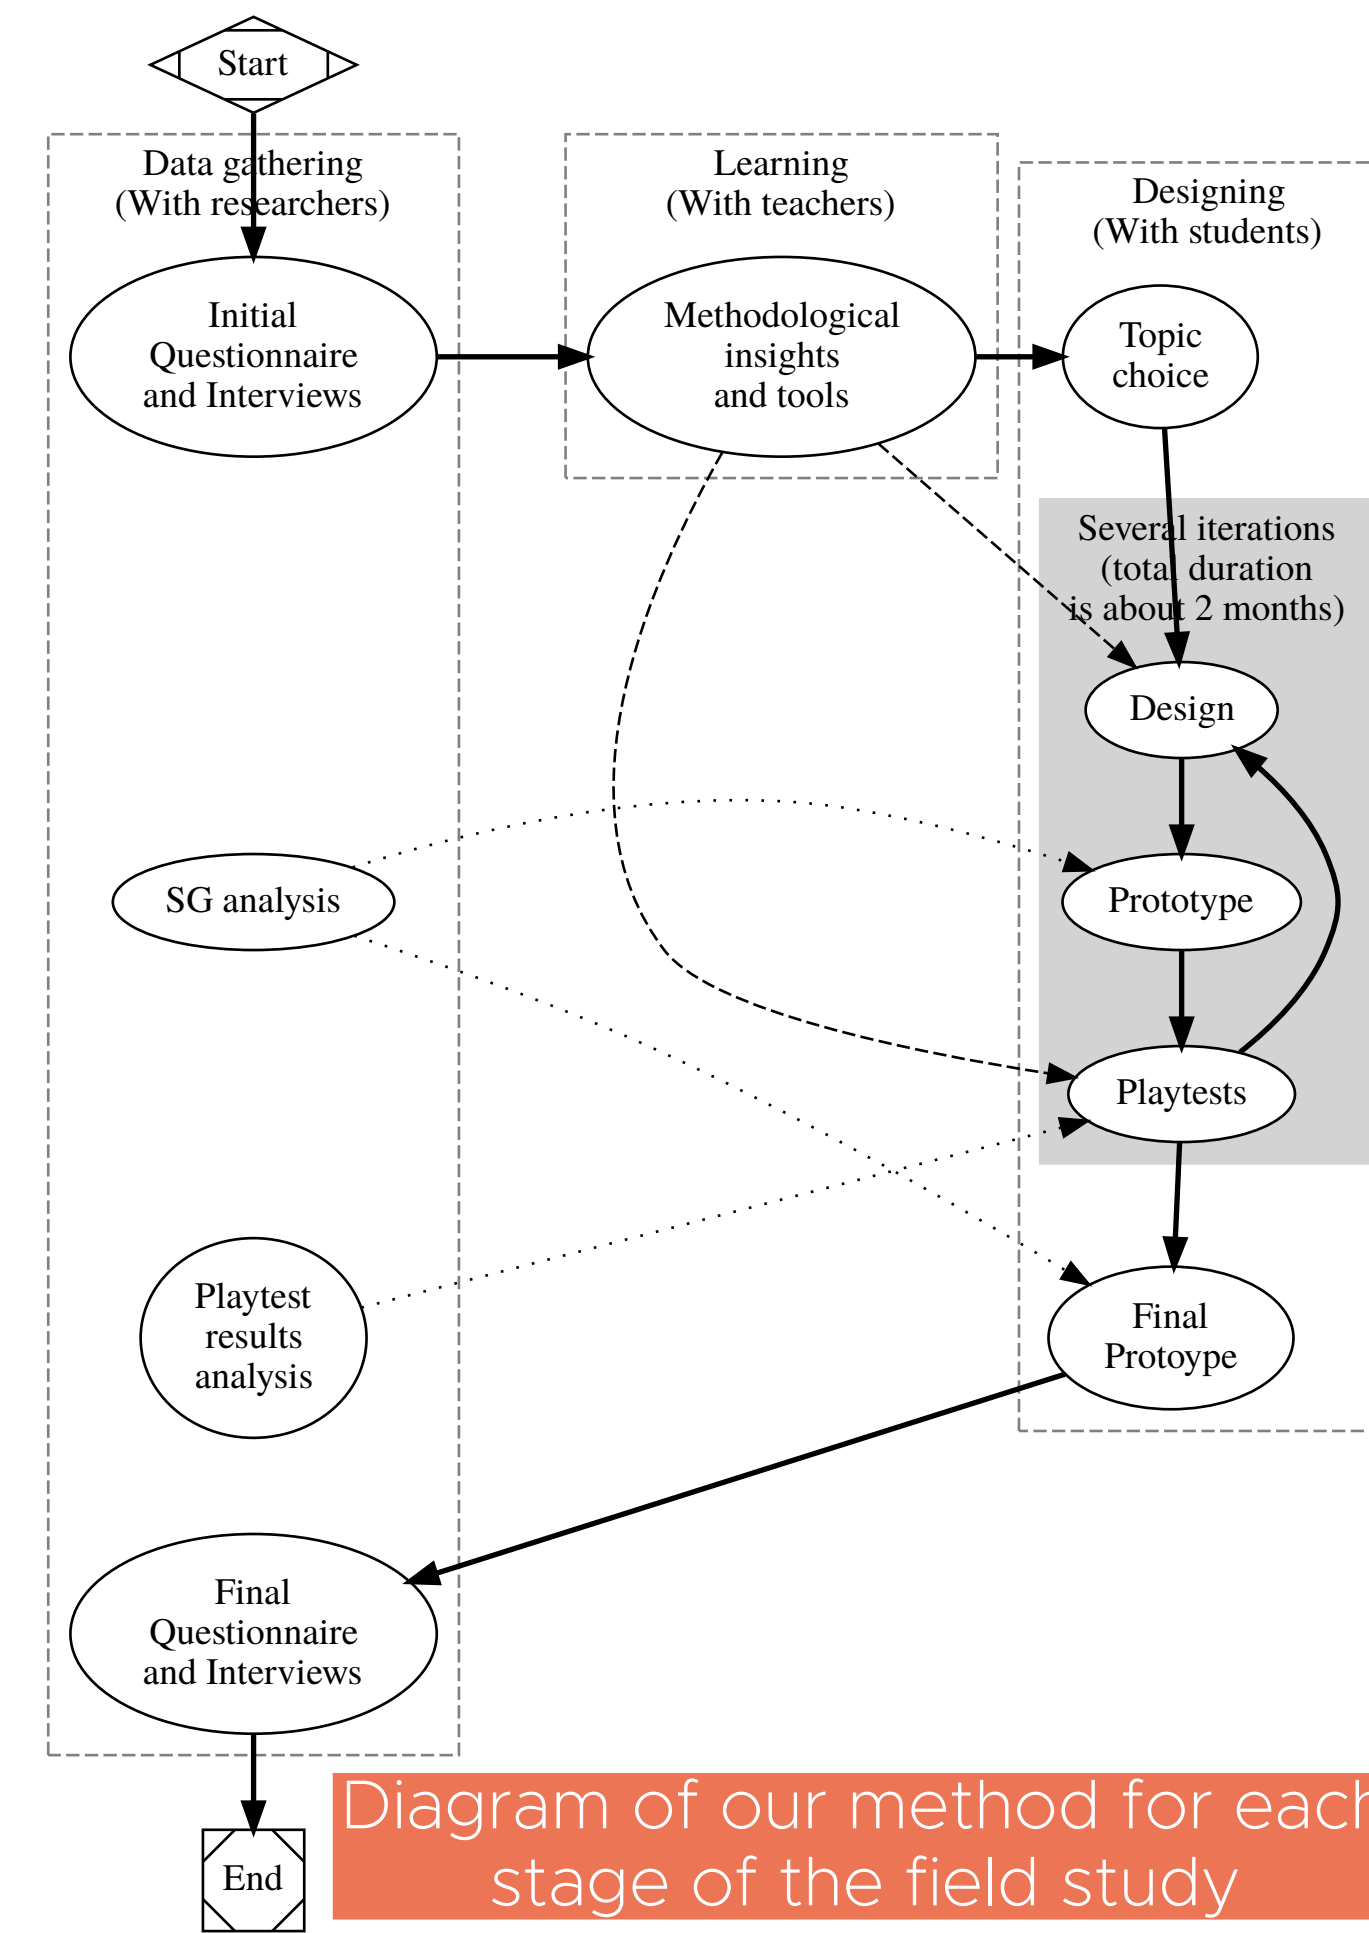 Start
Data gathering
(With researchers)
Learning
(With teachers)
Designing
(With students)
Initial
Questionnaire
and Interviews
Methodological
insights
and tools
Topic
choice
Several iterations
(total duration
is about 2 months)
Design
SG analysis
Prototype
Playtests
Playtest
results
analysis
Final
Protoype
Final
Questionnaire
and Interviews
End
Diagram of our method for each
stage of the field study